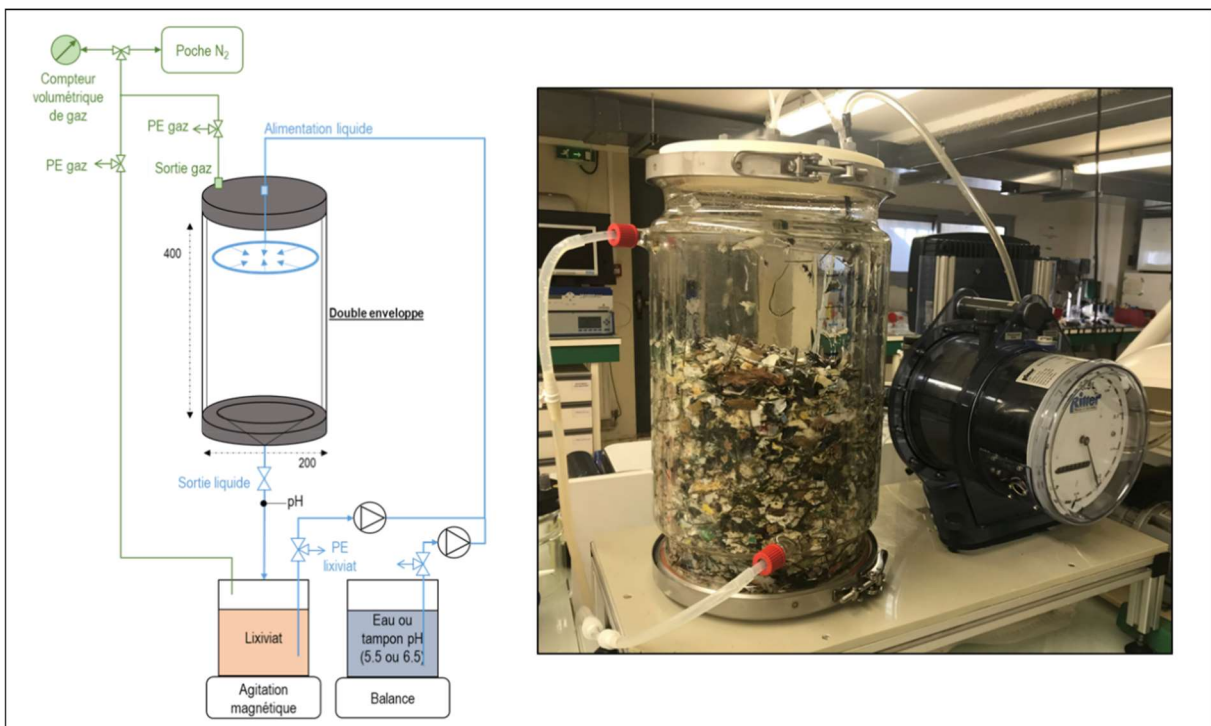 Poche N₂
Compteur
volumétrique
de gaz
PE gaz
Alimentation liquide
PE gaz
Sortie gaz
400
Double enveloppe
200
Sortie liquide
pH
PE
lixiviat
Lixiviat
Eau ou
tampon pH
(5.5 ou 6.5)
Agitation
magnétique
Balance
Ritter